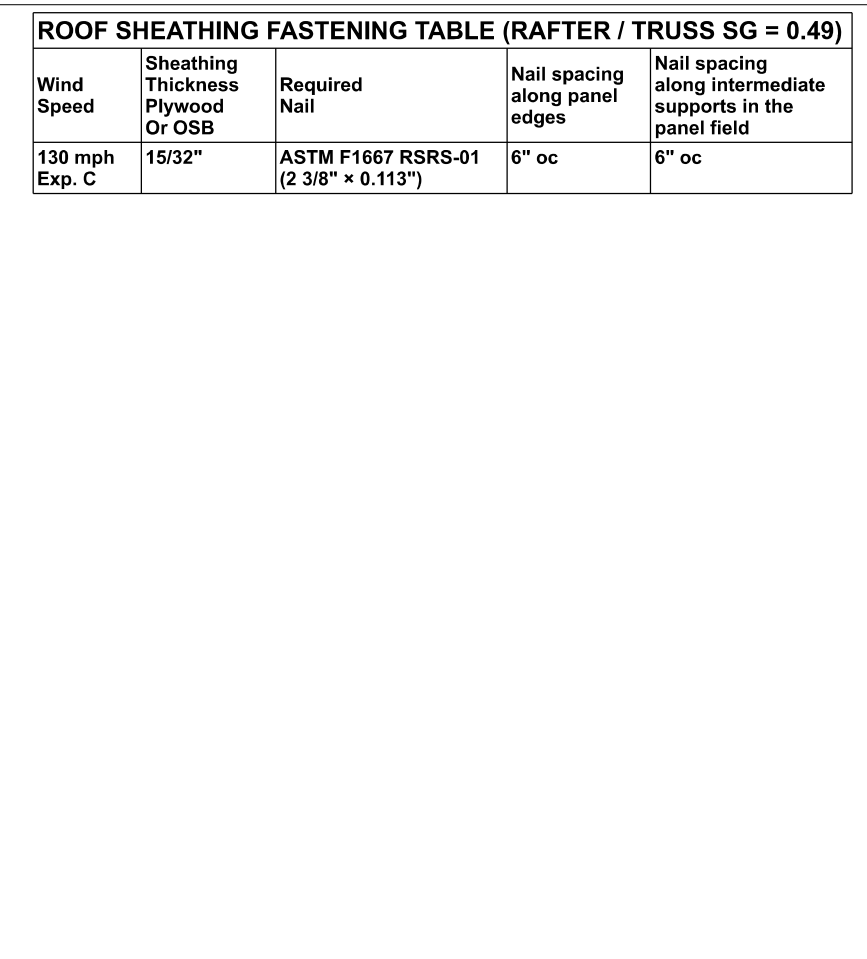 ROOF SHEATHING FASTENING TABLE (RAFTER / TRUSS SG = 0.49)
Wind
Speed
Sheathing
Thickness
Plywood
Or OSB
Required
Nail
Nail spacing
along panel
edges
Nail spacing
along intermediate
supports in the
panel field
130 mph
Exp. C
15/32"
ASTM F1667 RSRS-01
(2 3/8" × 0.113")
6" oc
6" oc